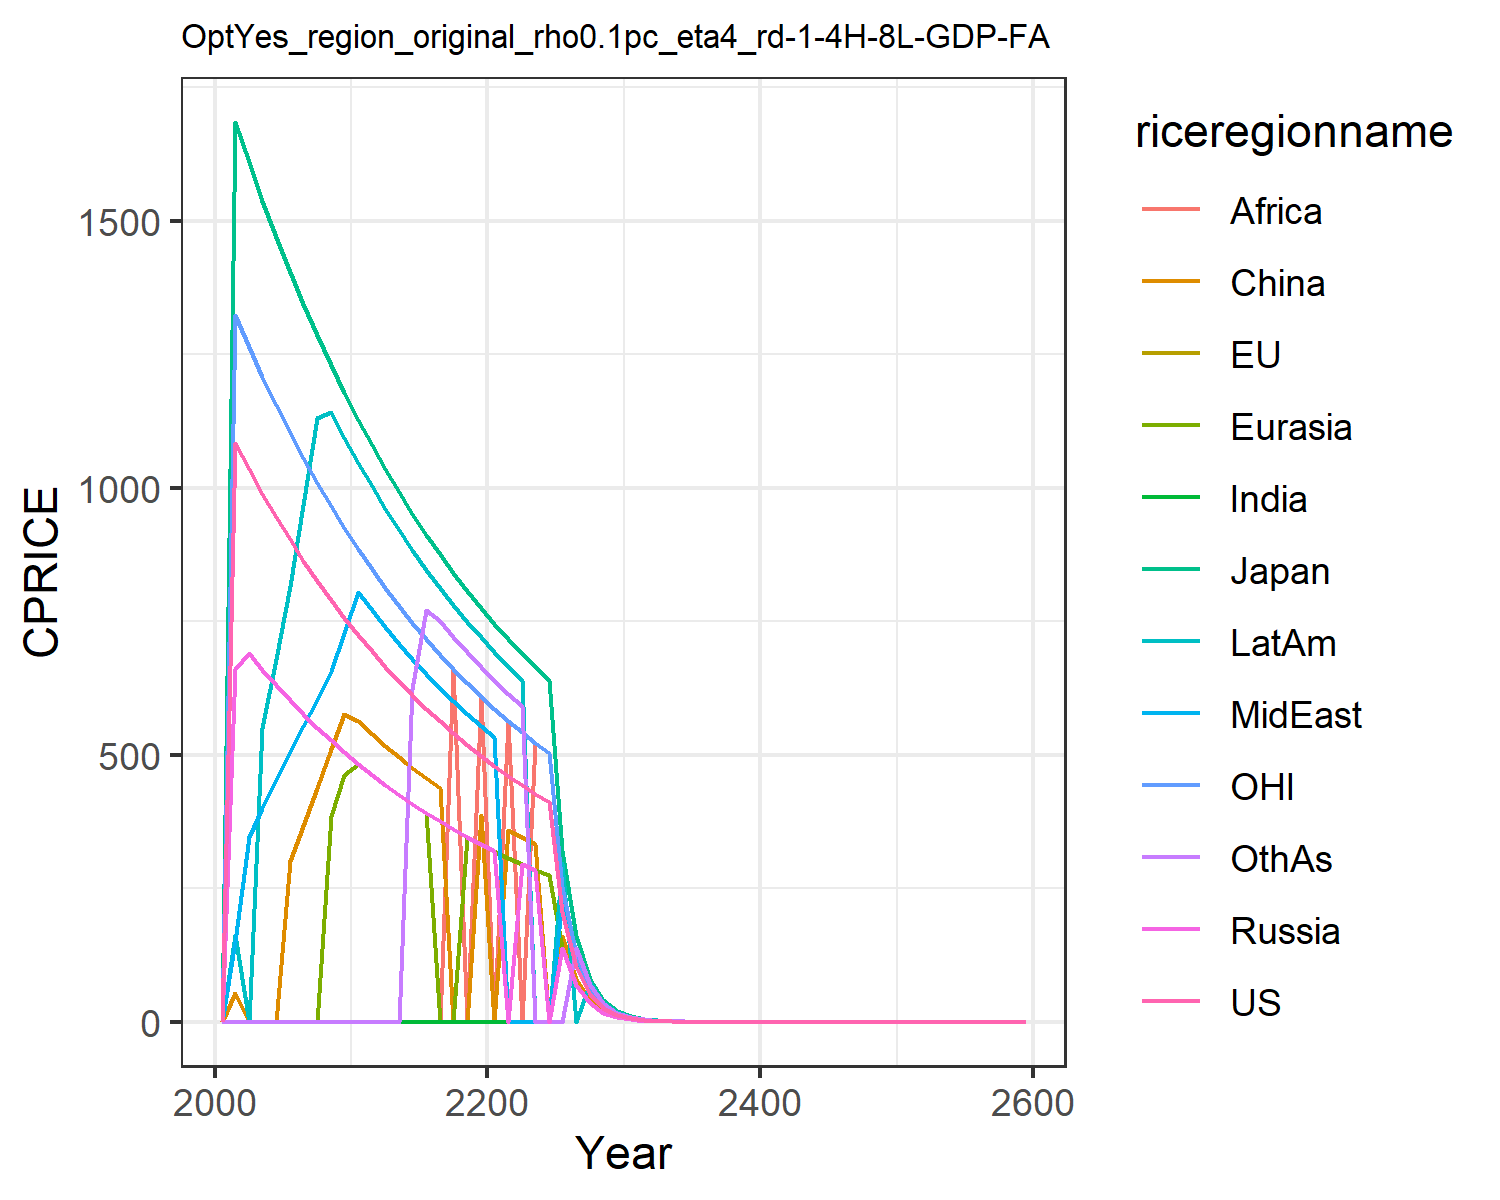 OptYes_region_original_rho0.1pc_eta4_rd-1-4H-8L-GDP-FA
riceregionname
Africa
China
EU
Eurasia
India
Japan
LatAm
MidEast
OHI
OthAs
Russia
US
CPRICE
1500
1000
500
0
2000
2200
2400
2600
Year